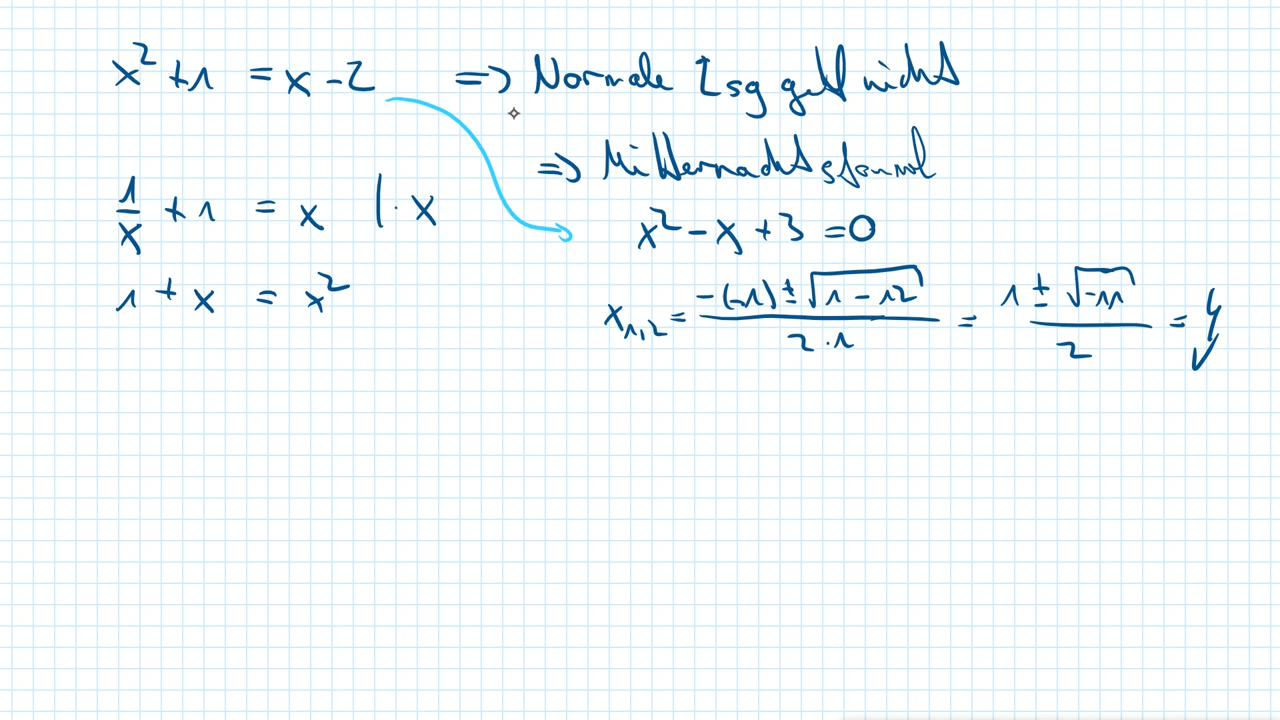 x² + 1 = x - 2 => Normale Lsg geht nicht
=> Mitternachtsformel
x² - x + 3 = 0
x₁,₂ = (-(-1) ± √(1 - 12)) / (2 · 1) = (1 ± √(-11)) / 2 =
1/x + 1 = x | · x
1 + x = x²